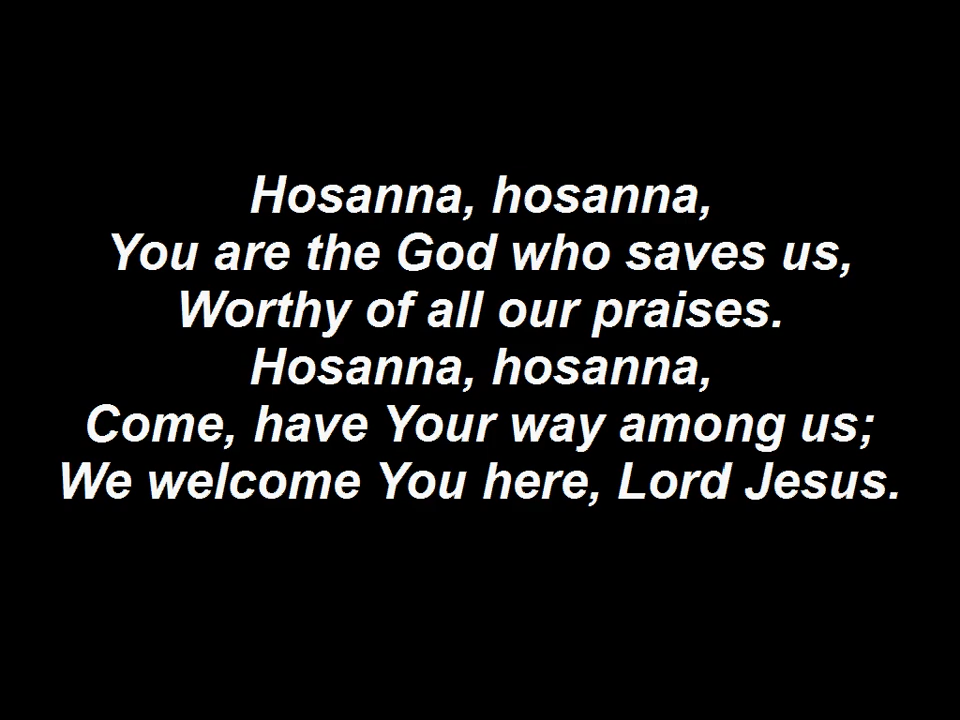 Hosanna, hosanna,
You are the God who saves us,
Worthy of all our praises.
Hosanna, hosanna,
Come, have Your way among us;
We welcome You here, Lord Jesus.